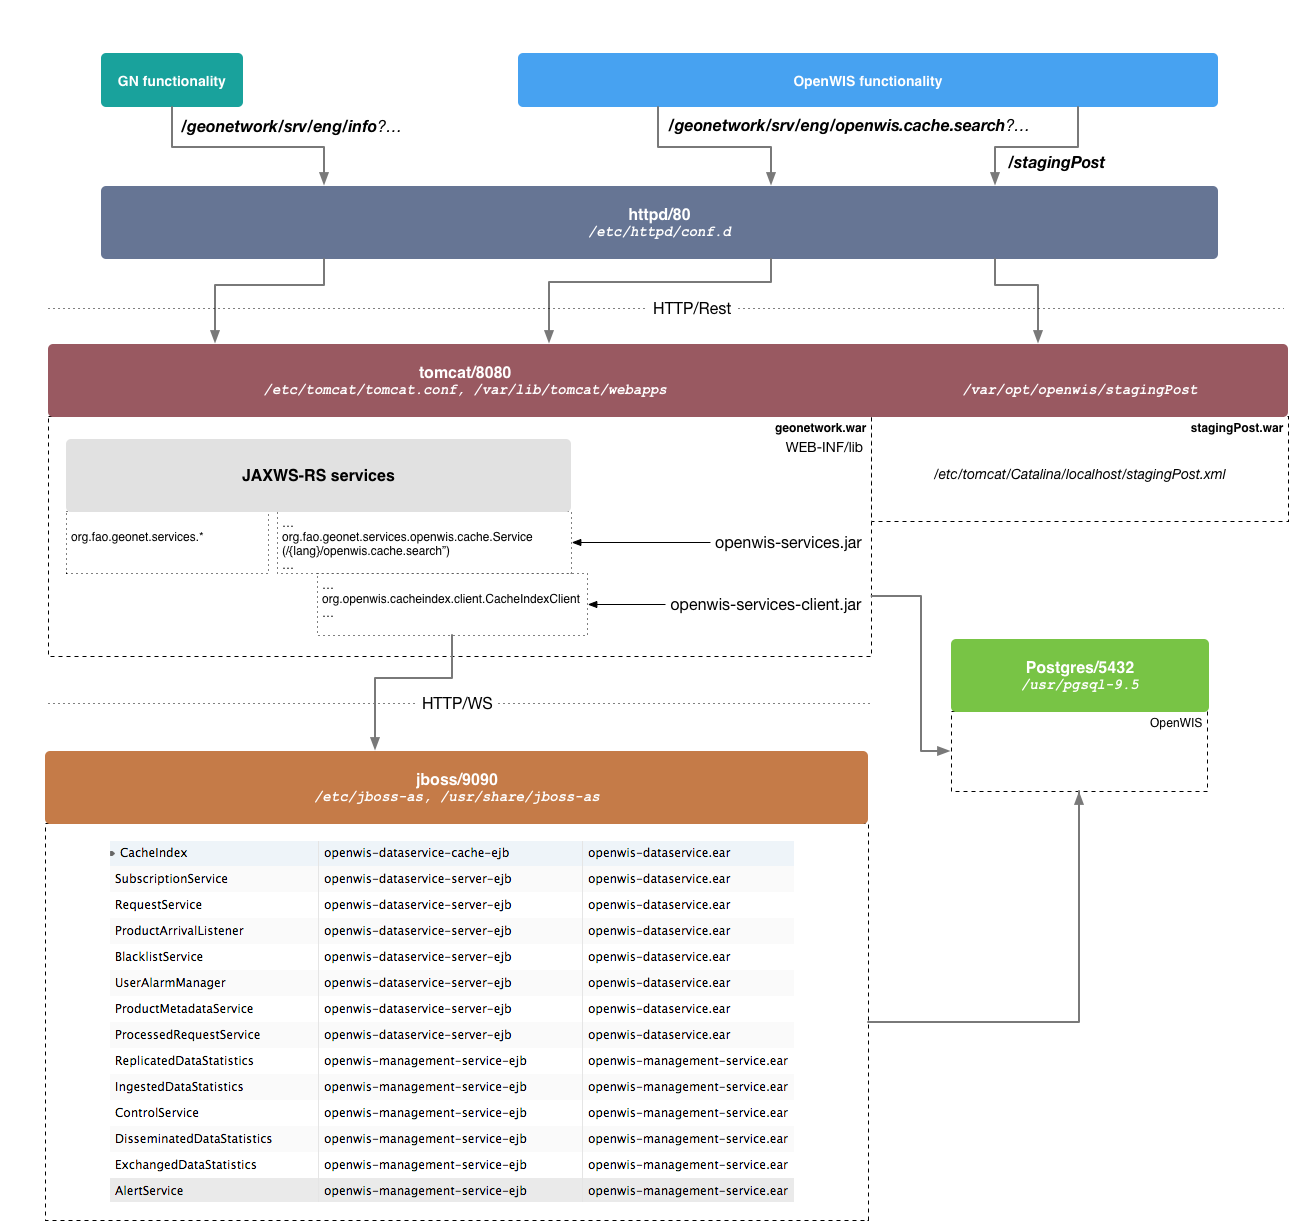 GN functionality
OpenWIS functionality
/geonetwork/srv/eng/info?...
/geonetwork/srv/eng/openwis.cache.search?...
/stagingPost
httpd/80
/etc/httpd/conf.d
HTTP/Rest
tomcat/8080
/etc/tomcat/tomcat.conf, /var/lib/tomcat/webapps
/var/opt/openwis/stagingPost
geonetwork.war
WEB-INF/lib
stagingPost.war
/etc/tomcat/Catalina/localhost/stagingPost.xml
JAXWS-RS services
org.fao.geonet.services.*
...
org.fao.geonet.services.openwis.cache.Service
(/{lang}/openwis.cache.search”)
...
openwis-services.jar
...
org.openwis.cacheindex.client.CacheIndexClient
...
openwis-services-client.jar
Postgres/5432
/usr/pgsql-9.5
OpenWIS
HTTP/WS
jboss/9090
/etc/jboss-as, /usr/share/jboss-as
CacheIndex openwis-dataservice-cache-ejb openwis-dataservice.ear
SubscriptionService openwis-dataservice-server-ejb openwis-dataservice.ear
RequestService openwis-dataservice-server-ejb openwis-dataservice.ear
ProductArrivalListener openwis-dataservice-server-ejb openwis-dataservice.ear
BlacklistService openwis-dataservice-server-ejb openwis-dataservice.ear
UserAlarmManager openwis-dataservice-server-ejb openwis-dataservice.ear
ProductMetadataService openwis-dataservice-server-ejb openwis-dataservice.ear
ProcessedRequestService openwis-dataservice-server-ejb openwis-dataservice.ear
ReplicatedDataStatistics openwis-management-service-ejb openwis-management-service.ear
IngestedDataStatistics openwis-management-service-ejb openwis-management-service.ear
ControlService openwis-management-service-ejb openwis-management-service.ear
DisseminatedDataStatistics openwis-management-service-ejb openwis-management-service.ear
ExchangedDataStatistics openwis-management-service-ejb openwis-management-service.ear
AlertService openwis-management-service-ejb openwis-management-service.ear